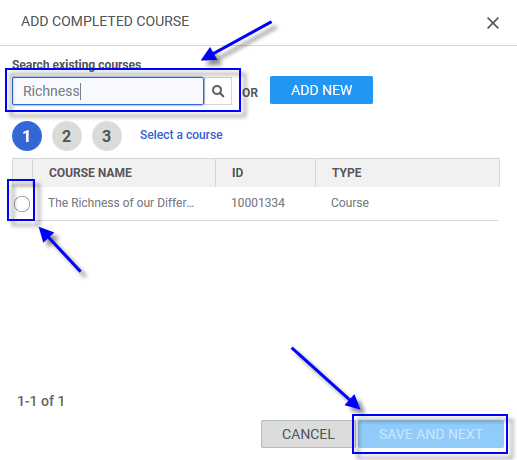 ADD COMPLETED COURSE
Search existing courses
Richness
OR
ADD NEW
1 2 3 Select a course
COURSE NAME ID TYPE
The Richness of our Differ... 10001334 Course
1-1 of 1
CANCEL SAVE AND NEXT